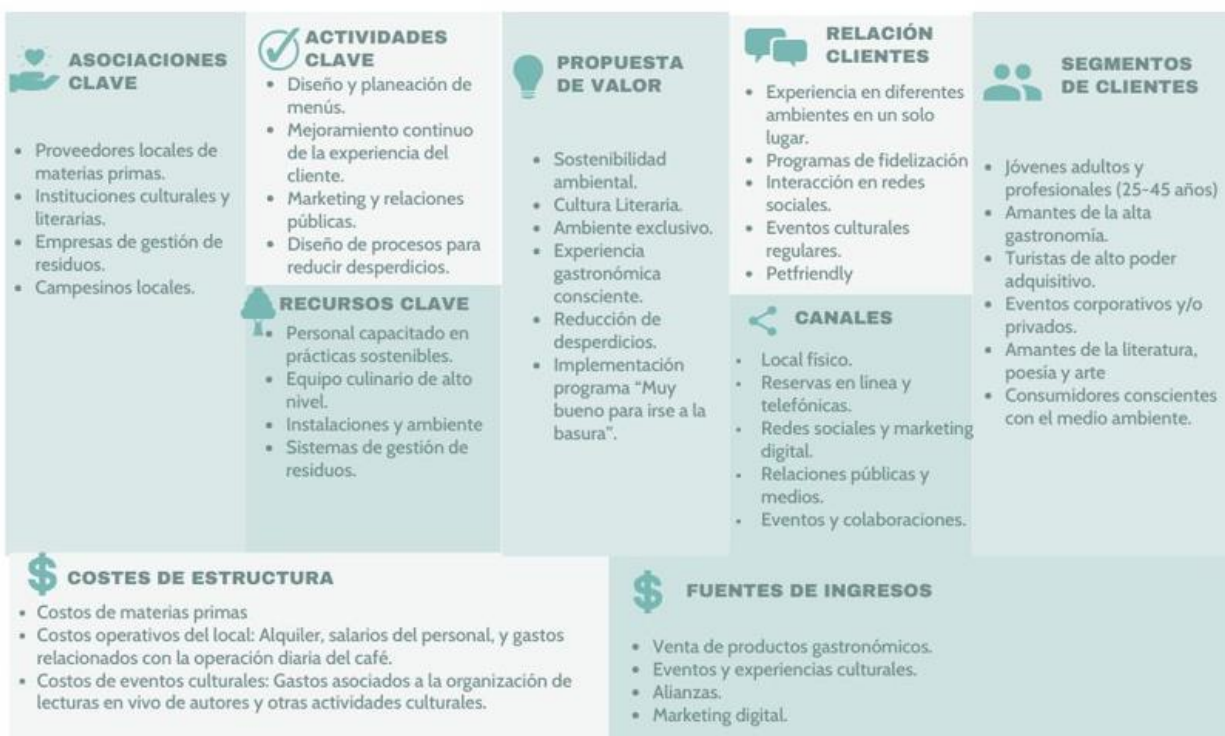 ASOCIACIONES
CLAVE
• Proveedores locales de
materias primas.
• Instituciones culturales y
literarias.
• Empresas de gestión de
residuos.
• Campesinos locales.
ACTIVIDADES
CLAVE
• Diseño y planeación de
menús.
• Mejoramiento continuo
de la experiencia del
cliente.
• Marketing y relaciones
públicas.
• Diseño de procesos para
reducir desperdicios.
RECURSOS CLAVE
• Personal capacitado en
prácticas sostenibles.
• Equipo culinario de alto
nivel.
• Instalaciones y ambiente
• Sistemas de gestión de
residuos.
PROPUESTA
DE VALOR
• Sostenibilidad
ambiental.
• Cultura Literaria.
• Ambiente exclusivo.
• Experiencia
gastronómica
consciente.
• Reducción de
desperdicios.
• Implementación
programa “Muy
bueno para irse a la
basura”.
RELACIÓN
CLIENTES
• Experiencia en diferentes
ambientes en un solo
lugar.
• Programas de fidelización
• Interacción en redes
sociales.
• Eventos culturales
regulares.
• Petfriendly
CANALES
• Local físico.
• Reservas en línea y
telefónicas.
• Redes sociales y marketing
digital.
• Relaciones públicas y
medios.
• Eventos y colaboraciones.
SEGMENTOS
DE CLIENTES
• Jóvenes adultos y
profesionales (25-45 años)
• Amantes de la alta
gastronomía.
• Turistas de alto poder
adquisitivo.
• Eventos corporativos y/o
privados.
• Amantes de la literatura,
poesía y arte
• Consumidores conscientes
con el medio ambiente.
$ COSTES DE ESTRUCTURA
• Costos de materias primas
• Costos operativos del local: Alquiler, salarios del personal, y gastos
relacionados con la operación diaria del café.
• Costos de eventos culturales: Gastos asociados a la organización de
lecturas en vivo de autores y otras actividades culturales.
$ FUENTES DE INGRESOS
• Venta de productos gastronómicos.
• Eventos y experiencias culturales.
• Alianzas.
• Marketing digital.